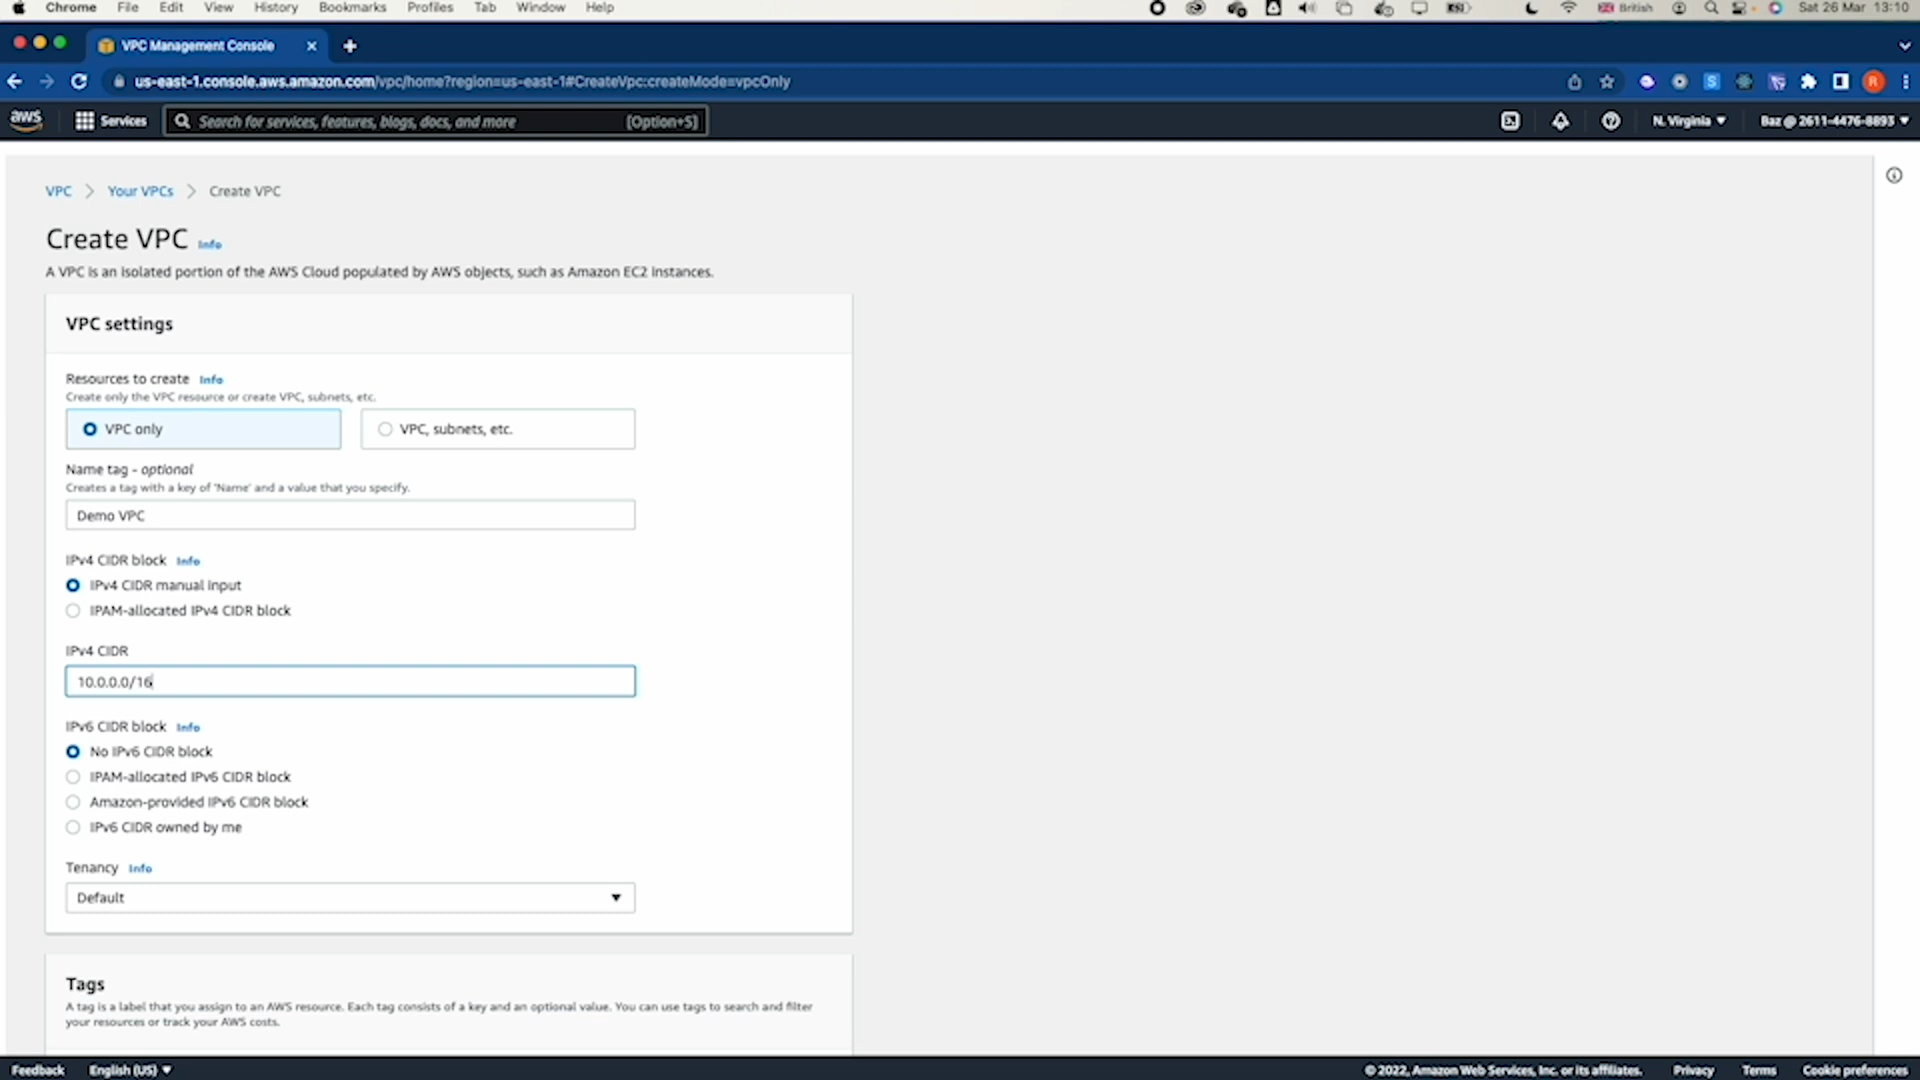 Chrome File Edit View History Bookmarks Profiles Tab Window Help British Sat 26 Mar 13:10
VPC Management Console
us-east-1.console.aws.amazon.com/vpc/home?region=us-east-1#CreateVpc:createMode=vpcOnly
aws Services Search for services, features, blogs, docs, and more [Option+S] N. Virginia Baz @ 2611-4476-8893
VPC > Your VPCs > Create VPC
Create VPC Info
A VPC is an isolated portion of the AWS Cloud populated by AWS objects, such as Amazon EC2 instances.
VPC settings
Resources to create Info
Create only the VPC resource or create VPC, subnets, etc.
VPC only VPC, subnets, etc.
Name tag - optional
Creates a tag with a key of 'Name' and a value that you specify.
Demo VPC
IPv4 CIDR block Info
IPv4 CIDR manual input
IPAM-allocated IPv4 CIDR block
IPv4 CIDR
10.0.0.0/16
IPv6 CIDR block Info
No IPv6 CIDR block
IPAM-allocated IPv6 CIDR block
Amazon-provided IPv6 CIDR block
IPv6 CIDR owned by me
Tenancy Info
Default
Tags
A tag is a label that you assign to an AWS resource. Each tag consists of a key and an optional value. You can use tags to search and filter
your resources or track your AWS costs.
Feedback English (US) © 2022, Amazon Web Services, Inc. or its affiliates. Privacy Terms Cookie preferences